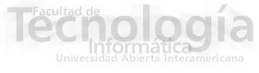 Facultad de
Tecnología
Informática
Universidad Abierta Interamericana